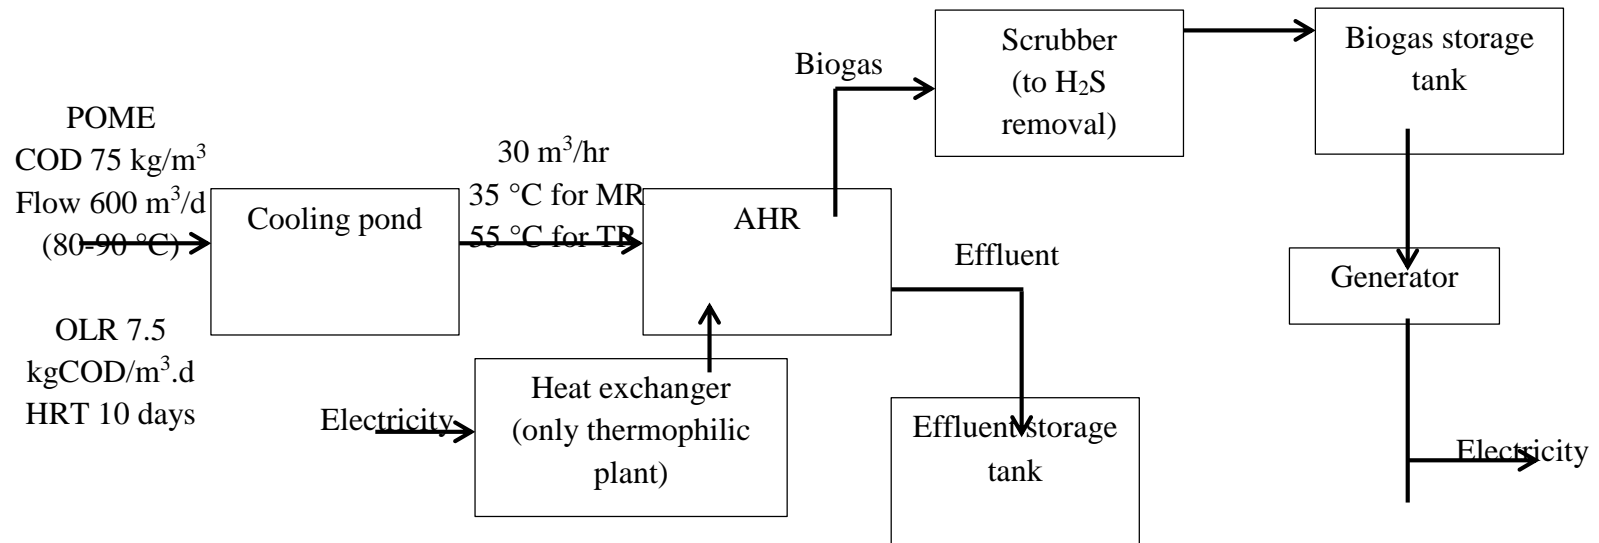 POME
COD 75 kg/m³
Flow 600 m³/d
(80-90 °C)
OLR 7.5
kgCOD/m³.d
HRT 10 days
Cooling pond
30 m³/hr
35 °C for MR
55 °C for TR
AHR
Biogas
Scrubber
(to H₂S
removal)
Biogas storage
tank
Generator
Electricity
Effluent
Effluent storage
tank
Electricity
Heat exchanger
(only thermophilic
plant)